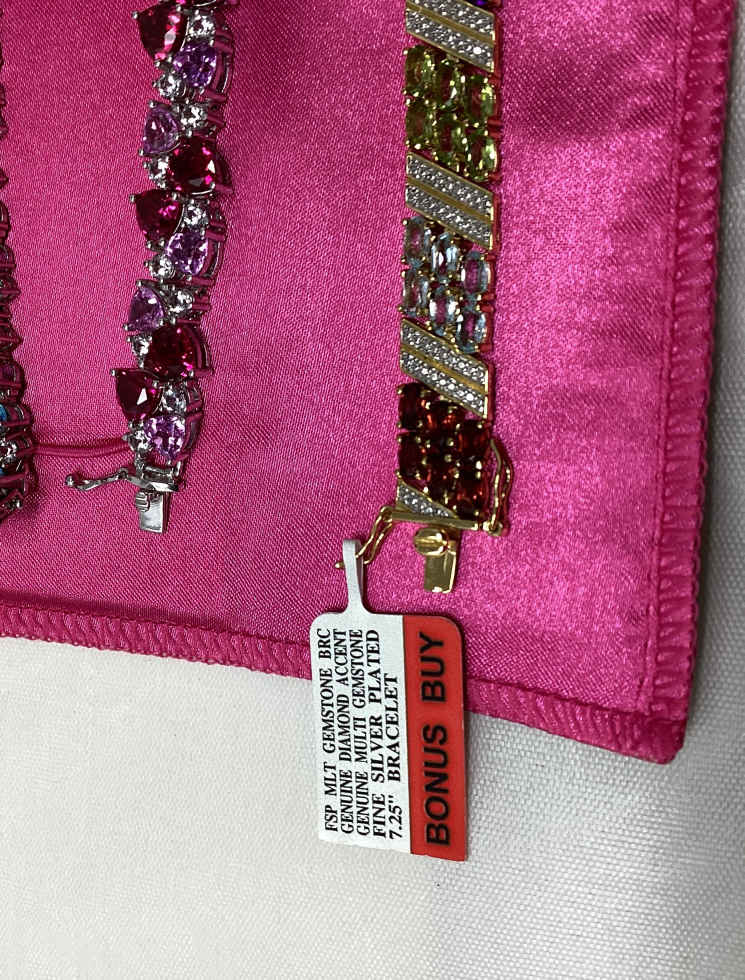 FSP MLT GEMSTONE BRC
GENUINE DIAMOND ACCENT
GENUINE MULTI GEMSTONE
FINE SILVER PLATED
7.25" BRACELET
BONUS BUY